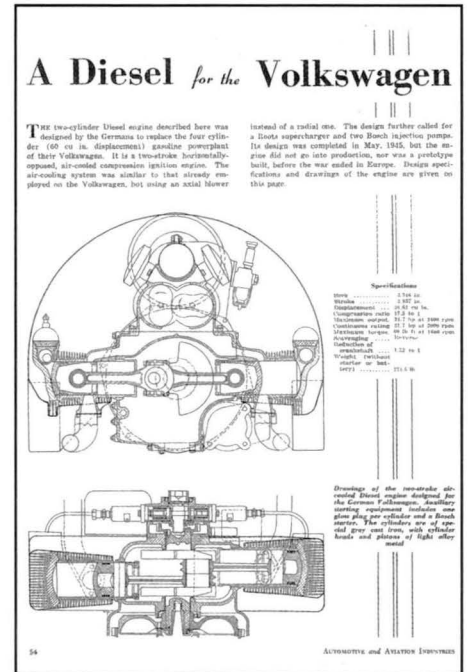 A Diesel for the Volkswagen
THE two-cylinder Diesel engine described here was
designed by the Germans to replace the four cylin-
der (60 cu in. displacement) gasoline powerplant
of their Volkswagen. It is a two-stroke horizontally-
opposed, air-cooled compression ignition engine. The
air-cooling system was similar to that already em-
ployed on the Volkswagen, but using an axial blower
instead of a radial one. The design further called for
a Roots supercharger and two Bosch injection pumps.
Its design was completed in May, 1945, but the en-
gine did not go into production, nor was a prototype
built, before the war ended in Europe. Design speci-
fications and drawings of the engine are given on
this page.
Specifications
Bore
Stroke
Displacement
Compression ratio
Maximum output
Continuous rating
Maximum torque
Scavenging
Reduction of
crankshaft
Weight (without
starter or bat-
tery)
Drawings of the two-stroke air-
cooled Diesel engine designed for
the German Volkswagen. Auxiliary
starting equipment includes one
glow plug per cylinder and a Bosch
starter. The cylinders are of spe-
cial gray cast iron, with cylinder
heads and pistons of light alloy
metal
54
AUTOMOTIVE and AVIATION INDUSTRIES